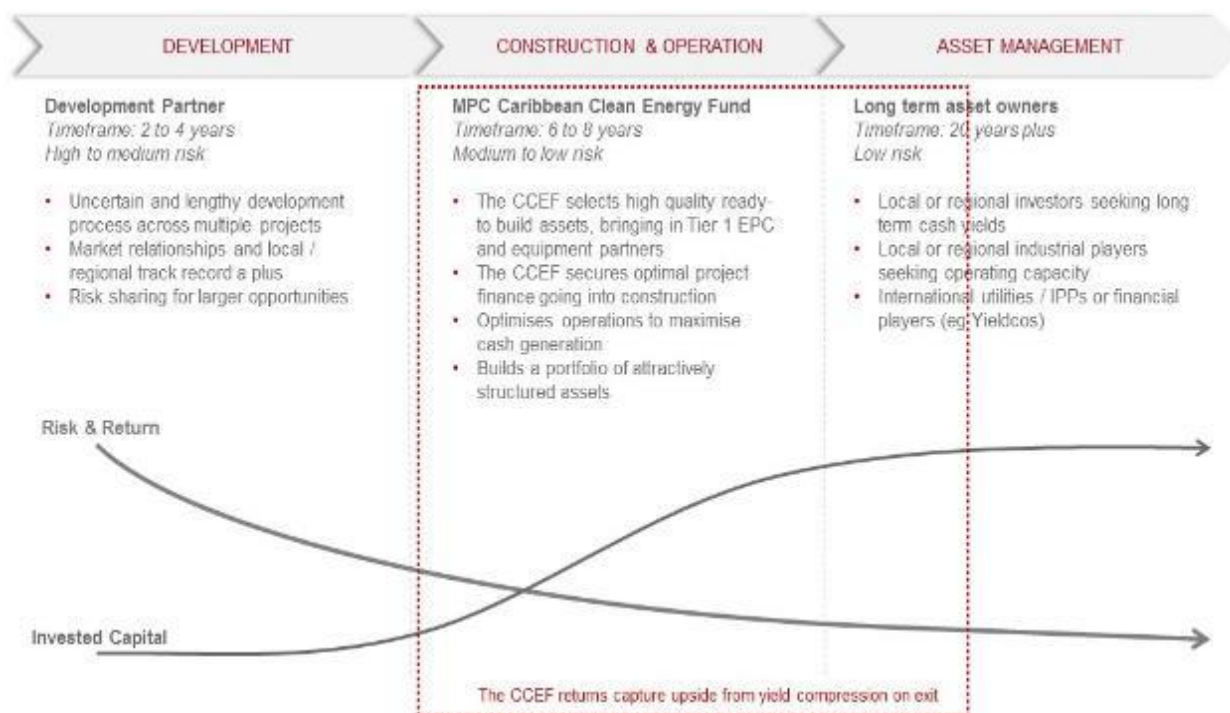 DEVELOPMENT
CONSTRUCTION & OPERATION
ASSET MANAGEMENT
Development Partner
Timeframe: 2 to 4 years
High to medium risk
• Uncertain and lengthy development
process across multiple projects
• Market relationships and local /
regional track record a plus
• Risk sharing for larger opportunities
MPC Caribbean Clean Energy Fund
Timeframe: 6 to 8 years
Medium to low risk
• The CCEF selects high quality ready-
to build assets, bringing in Tier 1 EPC
and equipment partners
• The CCEF secures optimal project
finance going into construction
• Optimises operations to maximise
cash generation
• Builds a portfolio of attractively
structured assets
Long term asset owners
Timeframe: 20 years plus
Low risk
• Local or regional investors seeking long
term cash yields
• Local or regional industrial players
seeking operating capacity
• International utilities / IPPs or financial
players (eg Yieldcos)
Risk & Return
Invested Capital
The CCEF returns capture upside from yield compression on exit